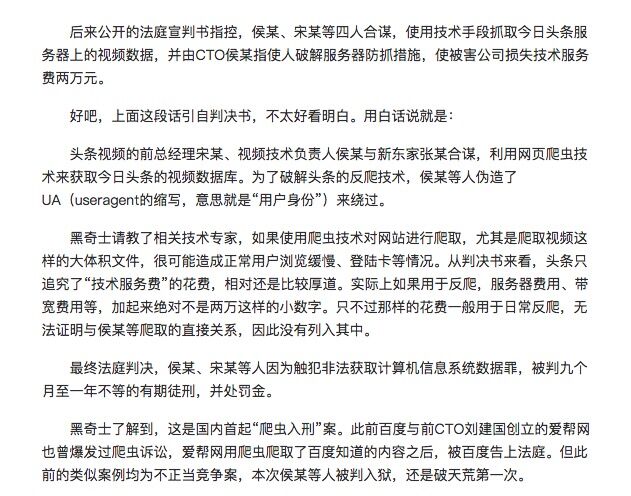 后来公开的法庭宣判书指控，侯某、宋某等四人合谋，使用技术手段抓取今日头条服
务器上的视频数据，并由CTO侯某指使人破解服务器防抓措施，使被害公司损失技术服务
费两万元。
好吧，上面这段话引自判决书，不太好看明白。用白话说就是：
头条视频的前总经理宋某、视频技术负责人侯某与新东家张某合谋，利用网页爬虫技
术来获取今日头条的视频数据库。为了破解头条的反爬技术，侯某等人伪造了
UA（useragent的缩写，意思就是“用户身份”）来绕过。
黑奇士请教了相关技术专家，如果使用爬虫技术对网站进行爬取，尤其是爬取视频这
样的大体积文件，很可能造成正常用户浏览缓慢、登陆卡等情况。从判决书来看，头条只
追究了“技术服务费”的花费，相对还是比较厚道。实际上如果用于反爬，服务器费用、带
宽费用等，加起来绝对不是两万这样的小数字。只不过那样的花费一般用于日常反爬，无
法证明与侯某等爬取的直接关系，因此没有列入其中。
最终法庭判决，侯某、宋某等人因为触犯非法获取计算机信息系统数据罪，被判九个
月至一年不等的有期徒刑，并处罚金。
黑奇士了解到，这是国内首起“爬虫入刑”案。此前百度与前CTO刘建国创立的爱帮网
也曾爆发过爬虫诉讼，爱帮网用爬虫爬取了百度知道的内容之后，被百度告上法庭。但此
前的类似案例均为不正当竞争案，本次侯某等人被判入狱，还是破天荒第一次。